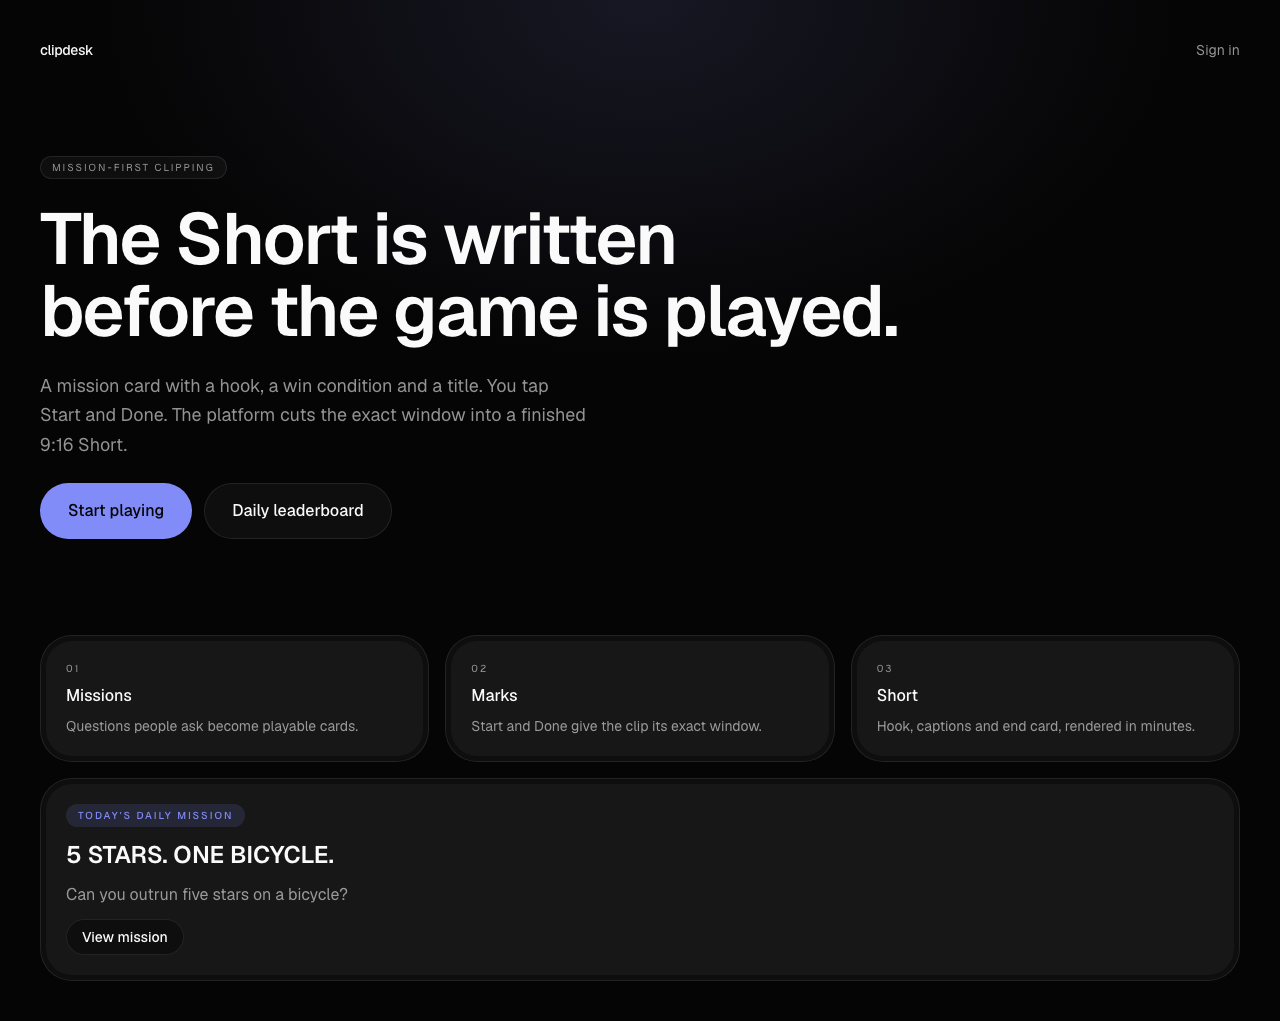 clipdesk
Sign in
MISSION-FIRST CLIPPING
The Short is written
before the game is played.
A mission card with a hook, a win condition and a title. You tap
Start and Done. The platform cuts the exact window into a finished
9:16 Short.
Start playing
Daily leaderboard
01
Missions
Questions people ask become playable cards.
02
Marks
Start and Done give the clip its exact window.
03
Short
Hook, captions and end card, rendered in minutes.
TODAY'S DAILY MISSION
5 STARS. ONE BICYCLE.
Can you outrun five stars on a bicycle?
View mission